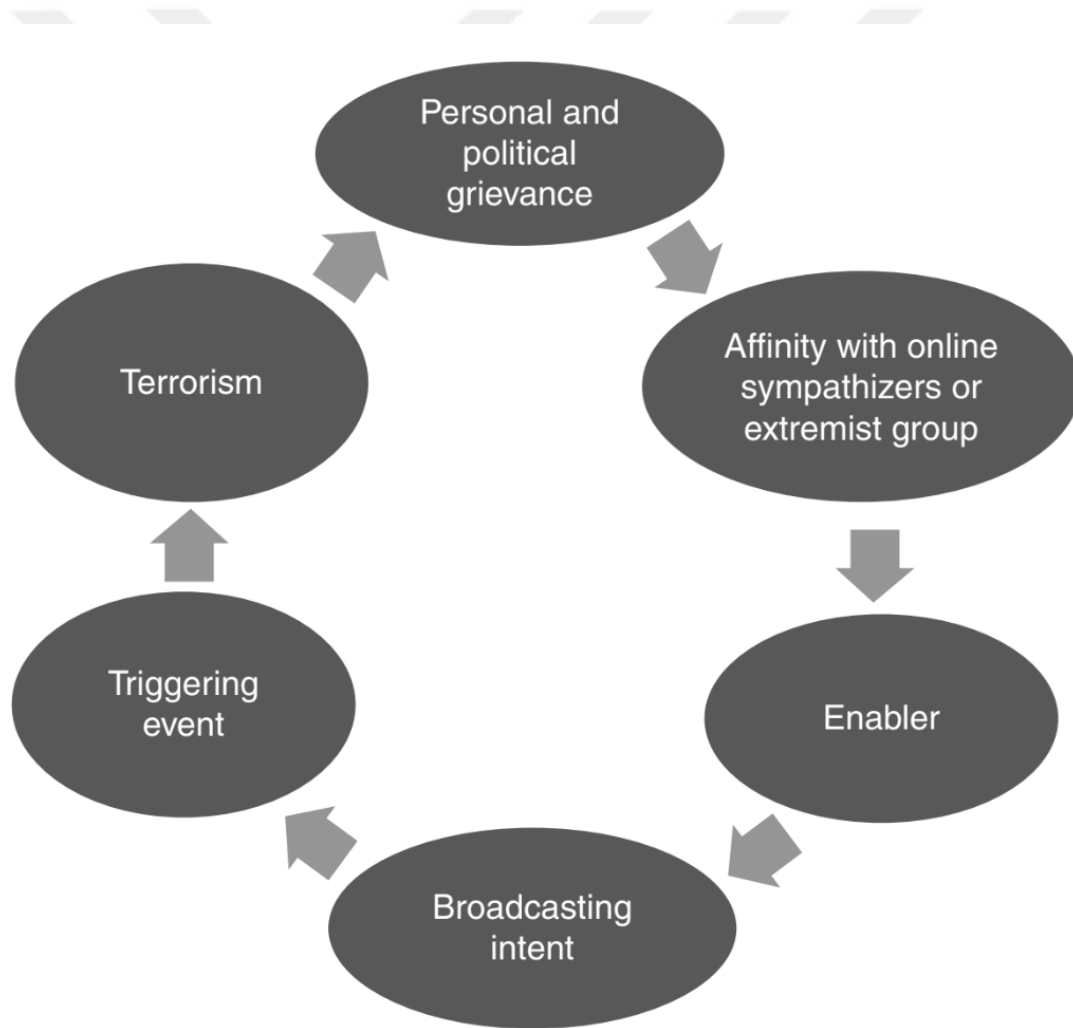 Personal and
political
grievance
Affinity with online
sympathizers or
extremist group
Enabler
Broadcasting
intent
Triggering
event
Terrorism